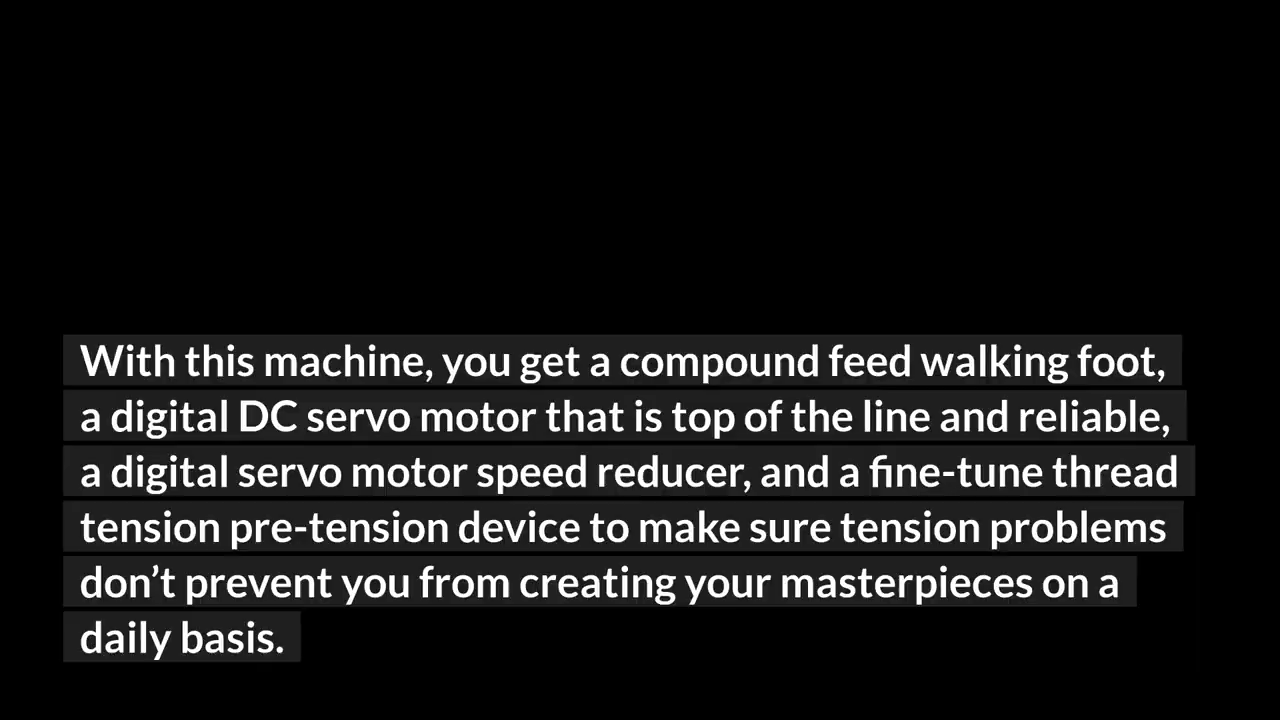 With this machine, you get a compound feed walking foot,
a digital DC servo motor that is top of the line and reliable,
a digital servo motor speed reducer, and a fine-tune thread
tension pre-tension device to make sure tension problems
don’t prevent you from creating your masterpieces on a
daily basis.